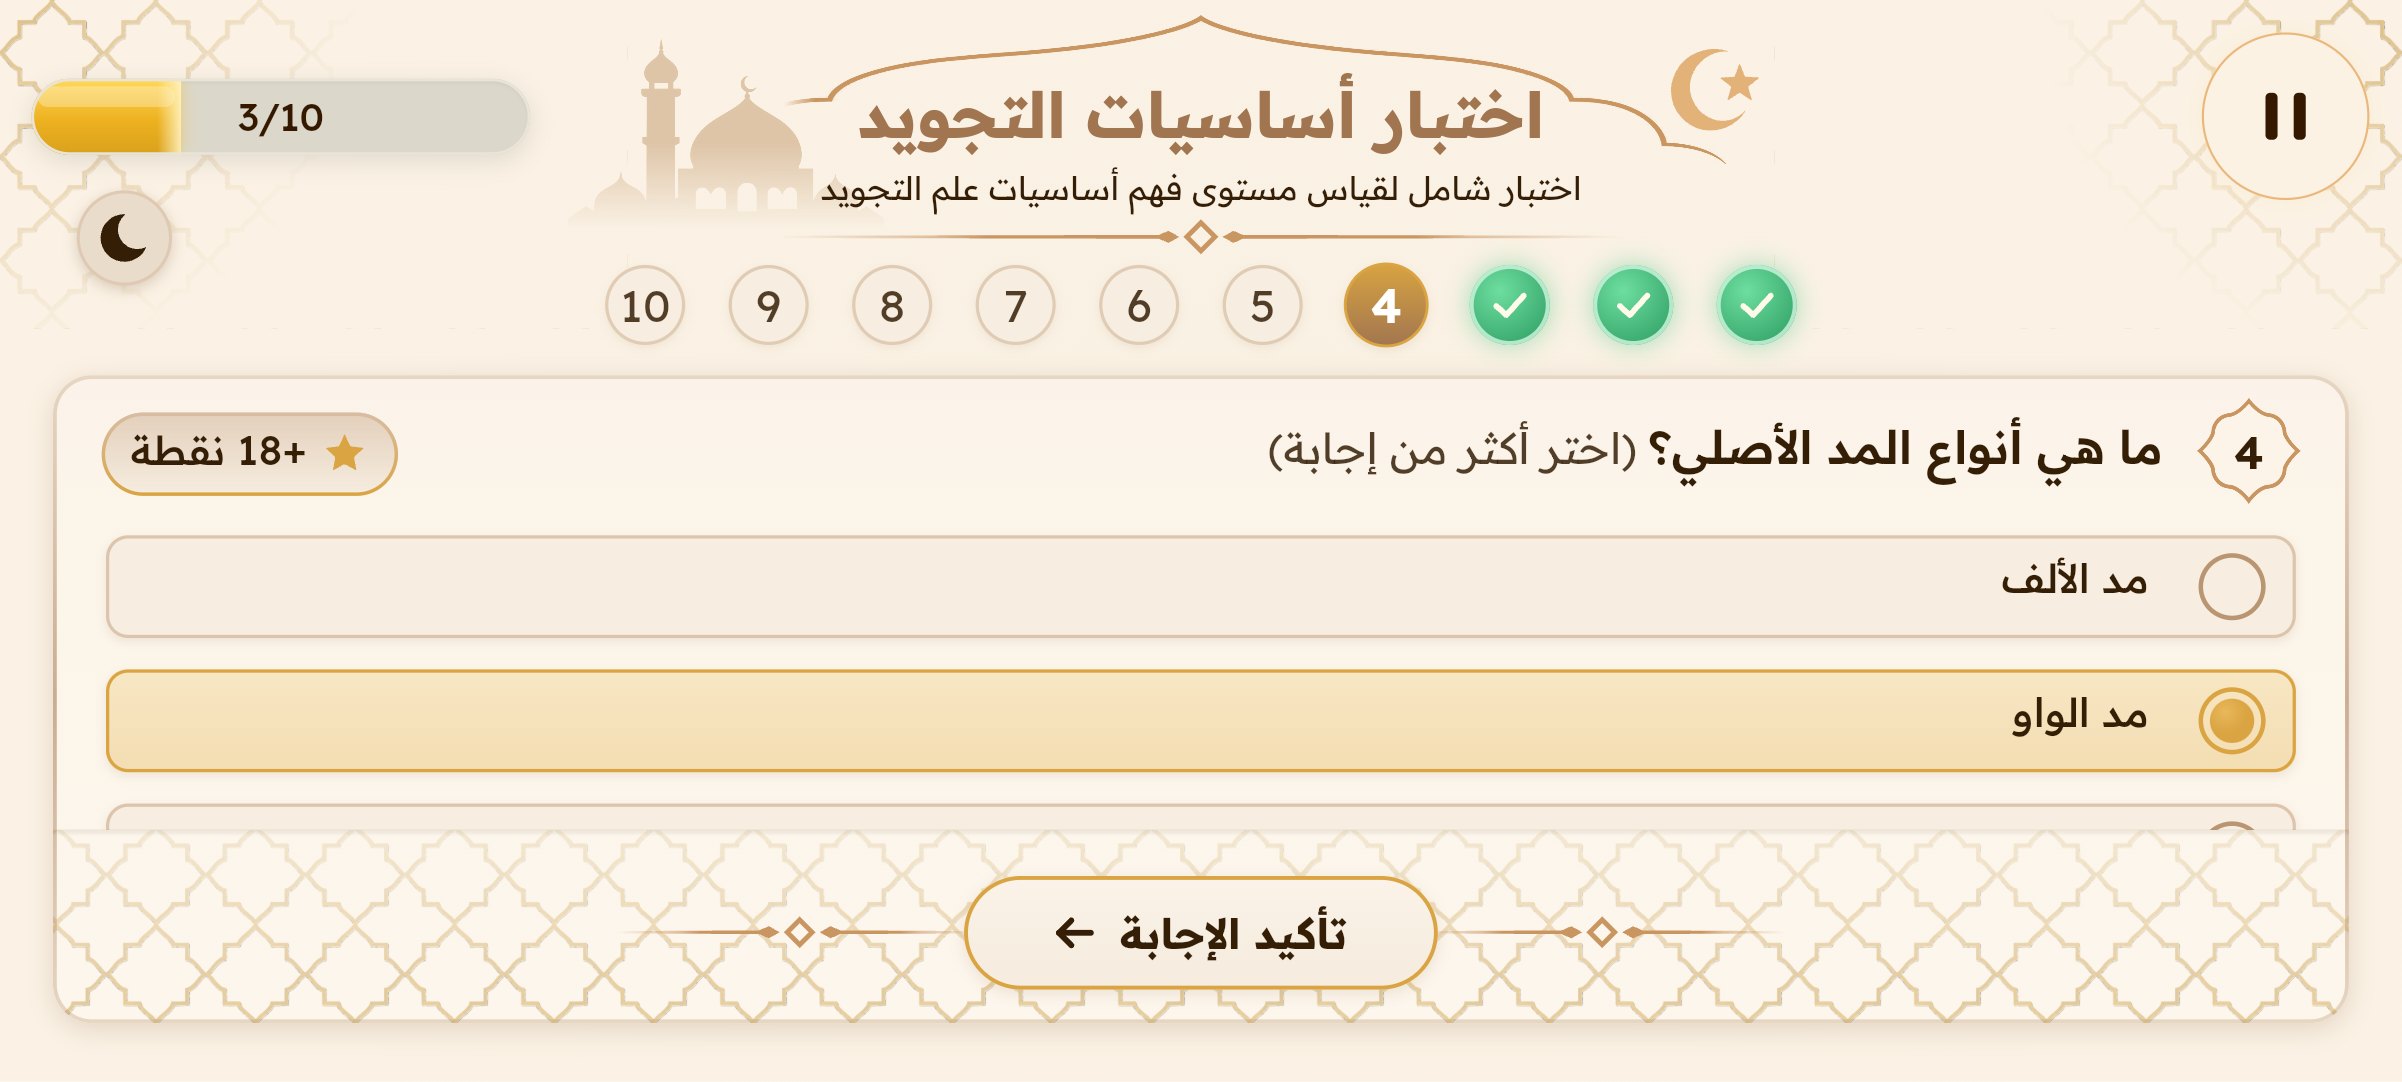 3/10
اختبار أساسيات التجويد
اختبار شامل لقياس مستوى فهم أساسيات علم التجويد
4 5 6 7 8 9 10
4
ما هي أنواع المد الأصلي؟ (اختر أكثر من إجابة)
+18 نقطة
مد الألف
مد الواو
تأكيد الإجابة ←